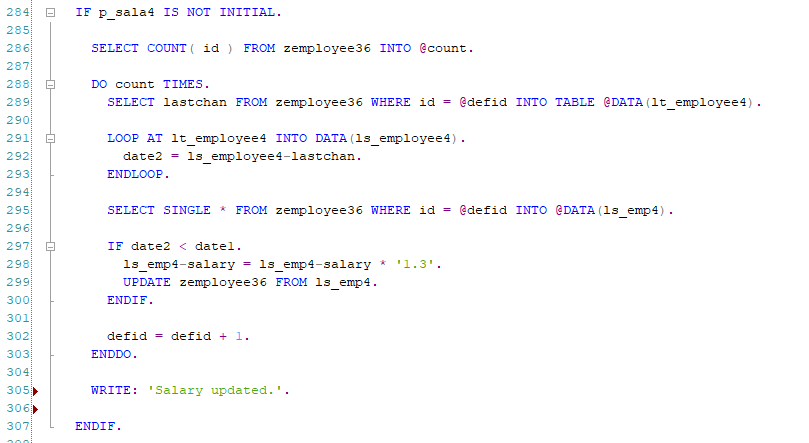 284 IF p_sala4 IS NOT INITIAL.
285
286 SELECT COUNT( id ) FROM zemployee36 INTO @count.
287
288 DO count TIMES.
289 SELECT lastchan FROM zemployee36 WHERE id = @defid INTO TABLE @DATA(lt_employee4).
290
291 LOOP AT lt_employee4 INTO DATA(ls_employee4).
292 date2 = ls_employee4-lastchan.
293 ENDLOOP.
294
295 SELECT SINGLE * FROM zemployee36 WHERE id = @defid INTO @DATA(ls_emp4).
296
297 IF date2 < date1.
298 ls_emp4-salary = ls_emp4-salary * '1.3'.
299 UPDATE zemployee36 FROM ls_emp4.
300 ENDIF.
301
302 defid = defid + 1.
303 ENDDO.
304
305 WRITE: 'Salary updated.'.
306
307 ENDIF.